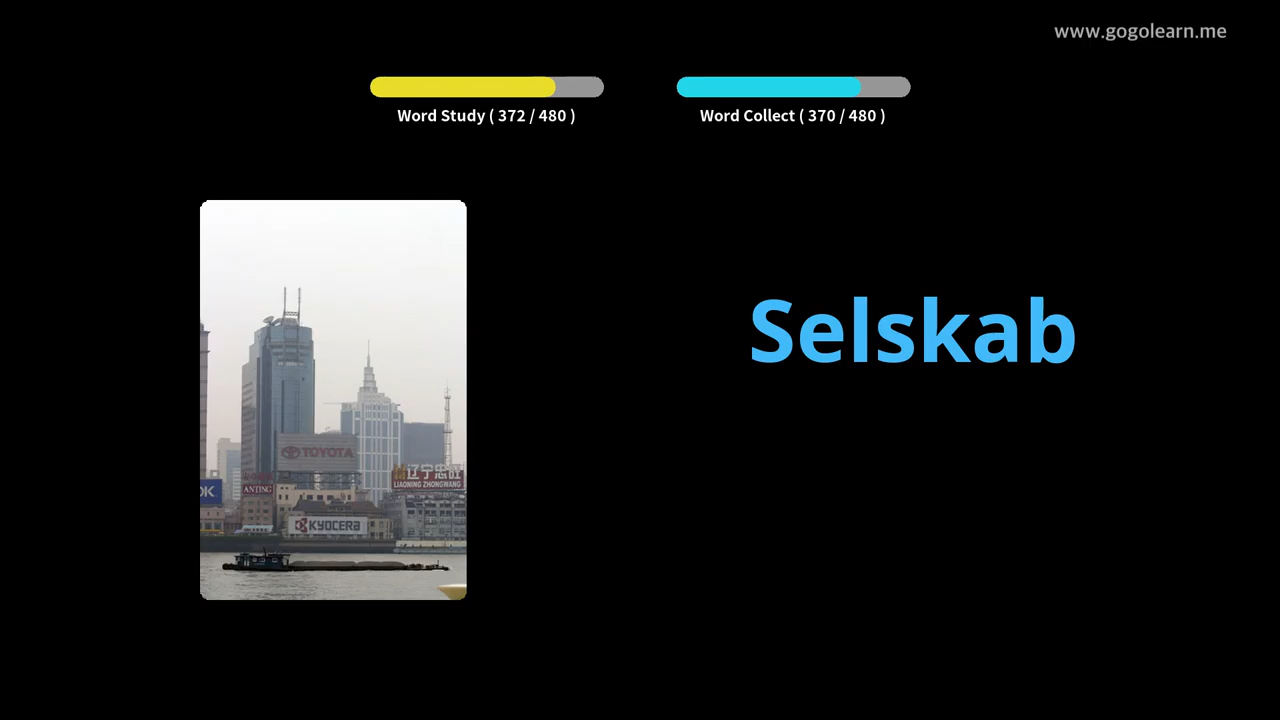 www.gogolearn.me
Word Study ( 372 / 480 )
Word Collect ( 370 / 480 )
Selskab
TOYOTA
辽宁忠旺
LIAONING ZHONGWANG
OK
ANTING
KYOCERA